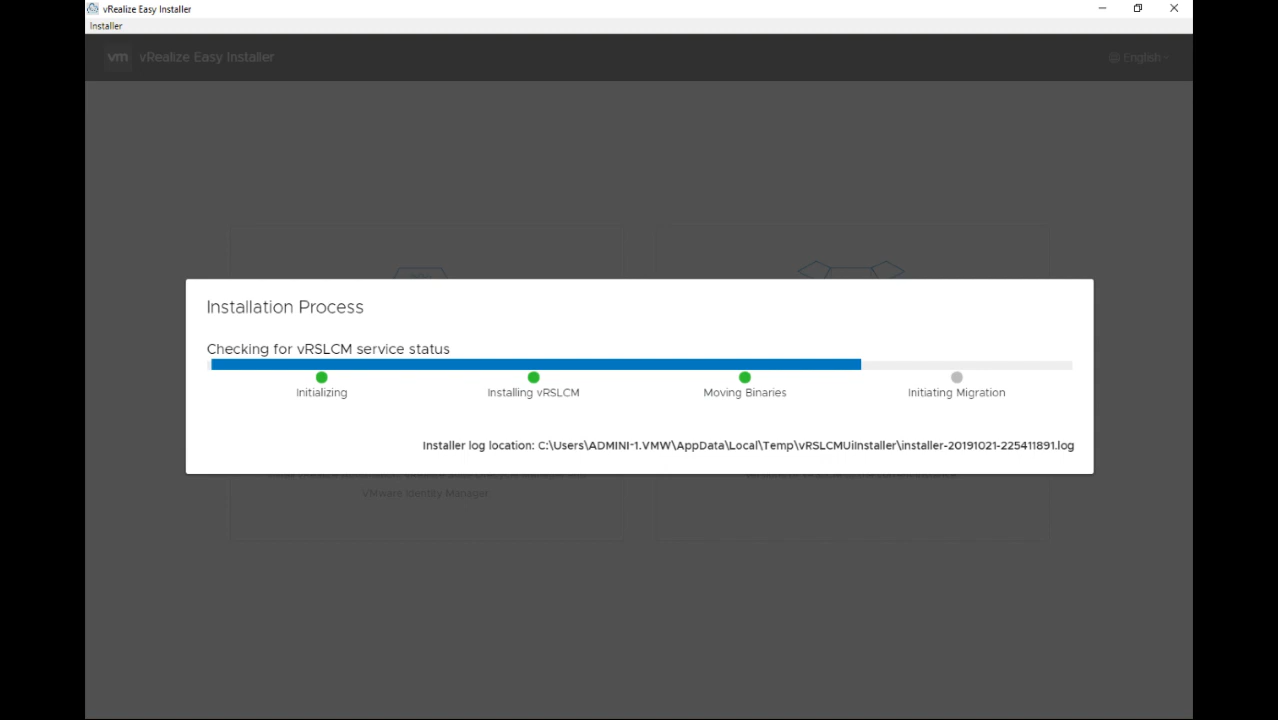 vRealize Easy Installer
Installer
vm vRealize Easy Installer
English
Installation Process
Checking for vRSLCM service status
Initializing
Installing vRSLCM
Moving Binaries
Initiating Migration
Installer log location: C:\Users\ADMINI~1.VMW\AppData\Local\Temp\vRSLCMUiInstaller\installer-20191021-225411891.log
VMware Identity Manager